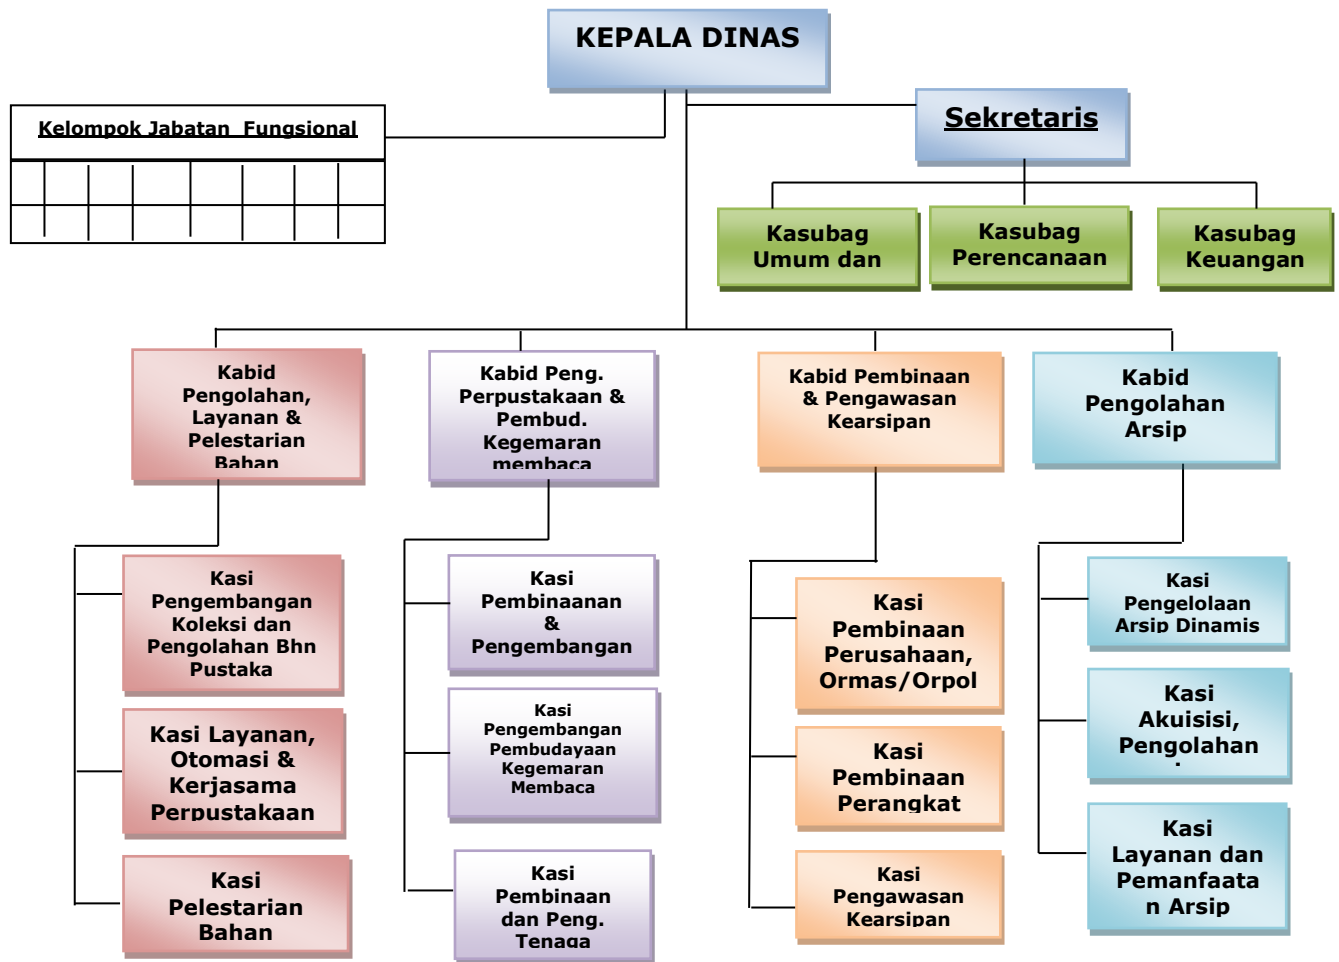 KEPALA DINAS
Kelompok Jabatan Fungsional
Sekretaris
Kasubag
Umum dan
Kasubag
Perencanaan
Kasubag
Keuangan
Kabid
Pengolahan,
Layanan &
Pelestarian
Bahan
Kabid Peng.
Perpustakaan &
Pembud.
Kegemaran
membaca
Kabid Pembinaan
& Pengawasan
Kearsipan
Kabid
Pengolahan
Arsip
Kasi
Pengembangan
Koleksi dan
Pengolahan Bhn
Pustaka
Kasi Layanan,
Otomasi &
Kerjasama
Perpustakaan
Kasi
Pelestarian
Bahan
Kasi
Pembinaanan
&
Pengembangan
Kasi
Pengembangan
Pembudayaan
Kegemaran
Membaca
Kasi
Pembinaan
dan Peng.
Tenaga
Kasi
Pembinaan
Perusahaan,
Ormas/Orpol
Kasi
Pembinaan
Perangkat
Kasi
Pengawasan
Kearsipan
Kasi
Pengelolaan
Arsip Dinamis
Kasi
Akuisisi,
Pengolahan
Kasi
Layanan dan
Pemanfaata
n Arsip